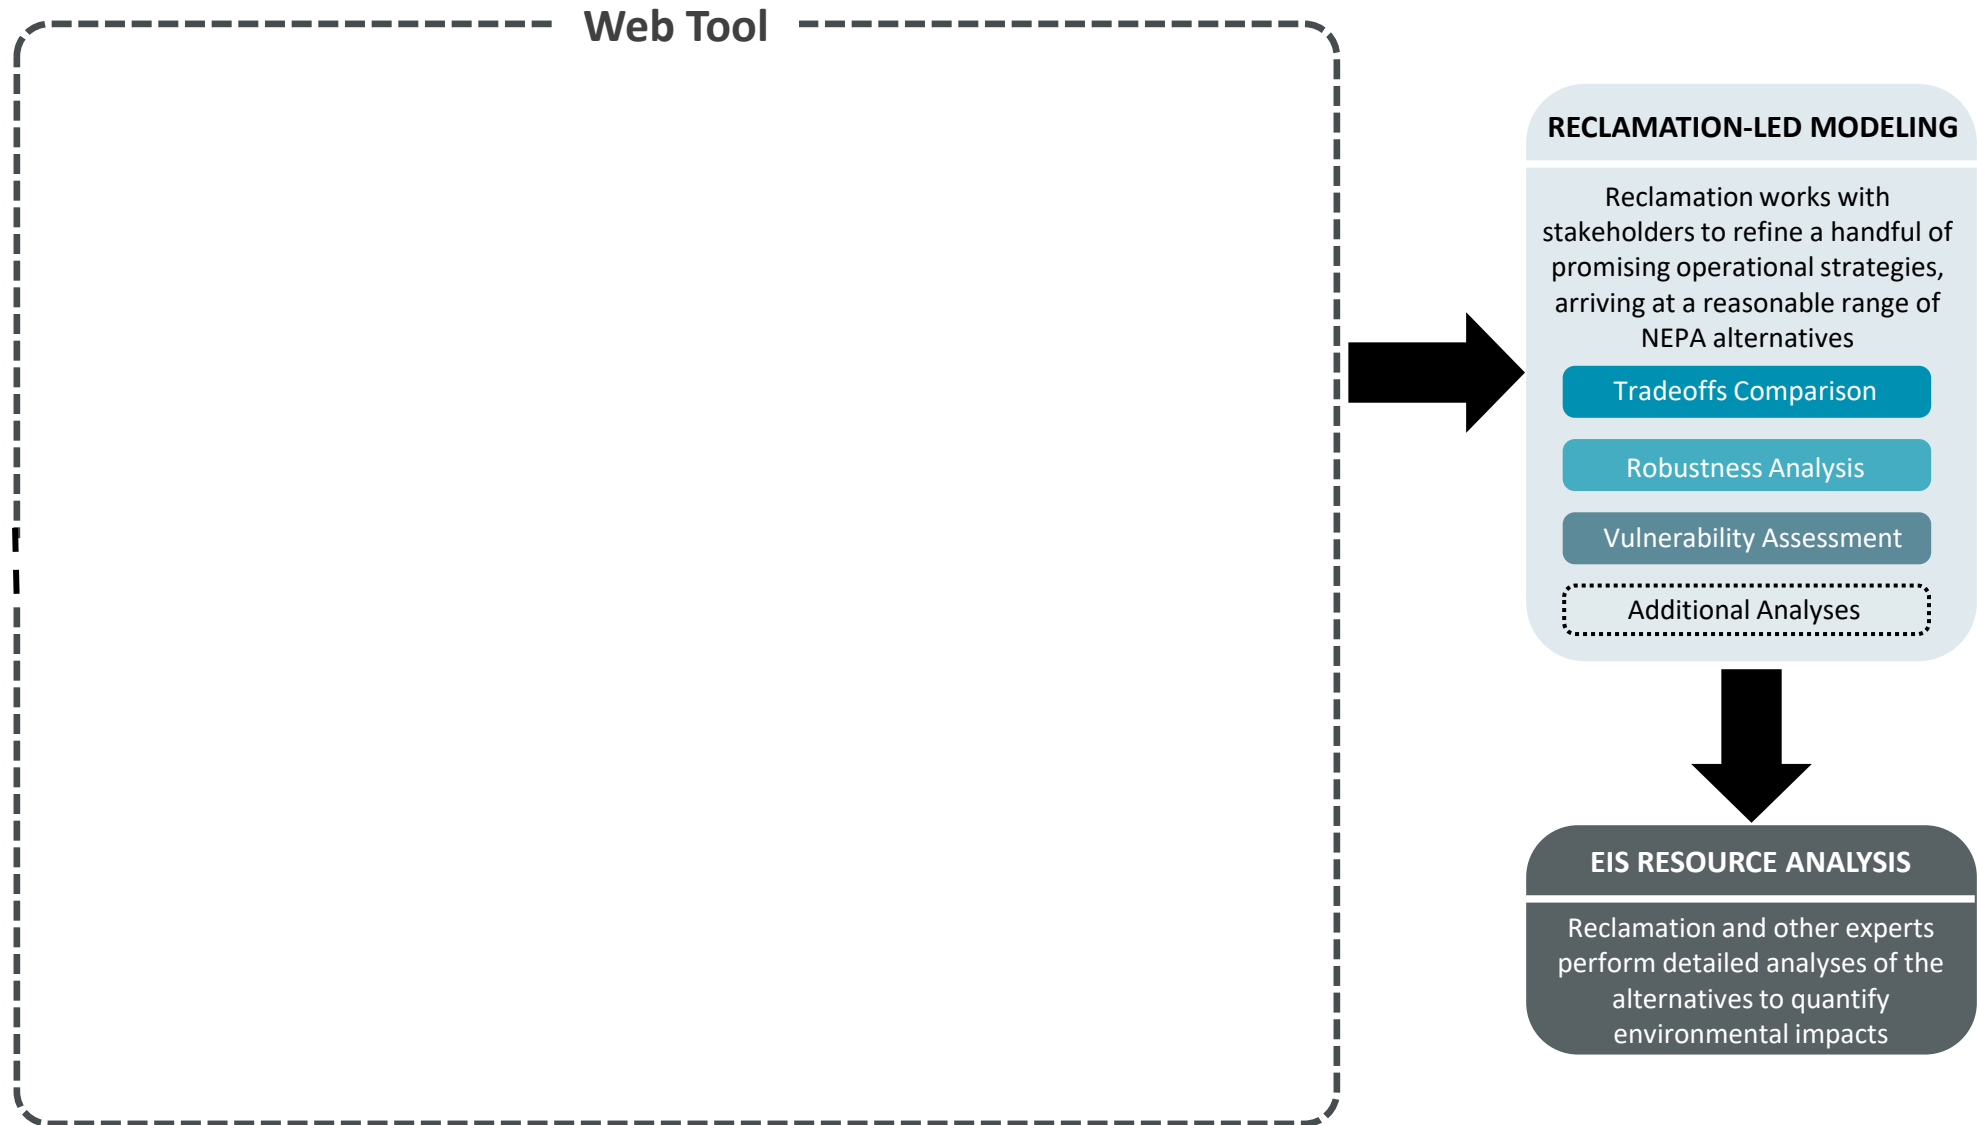 Web Tool
RECLAMATION-LED MODELING
Reclamation works with
stakeholders to refine a handful of
promising operational strategies,
arriving at a reasonable range of
NEPA alternatives
Tradeoffs Comparison
Robustness Analysis
Vulnerability Assessment
Additional Analyses
EIS RESOURCE ANALYSIS
Reclamation and other experts
perform detailed analyses of the
alternatives to quantify
environmental impacts